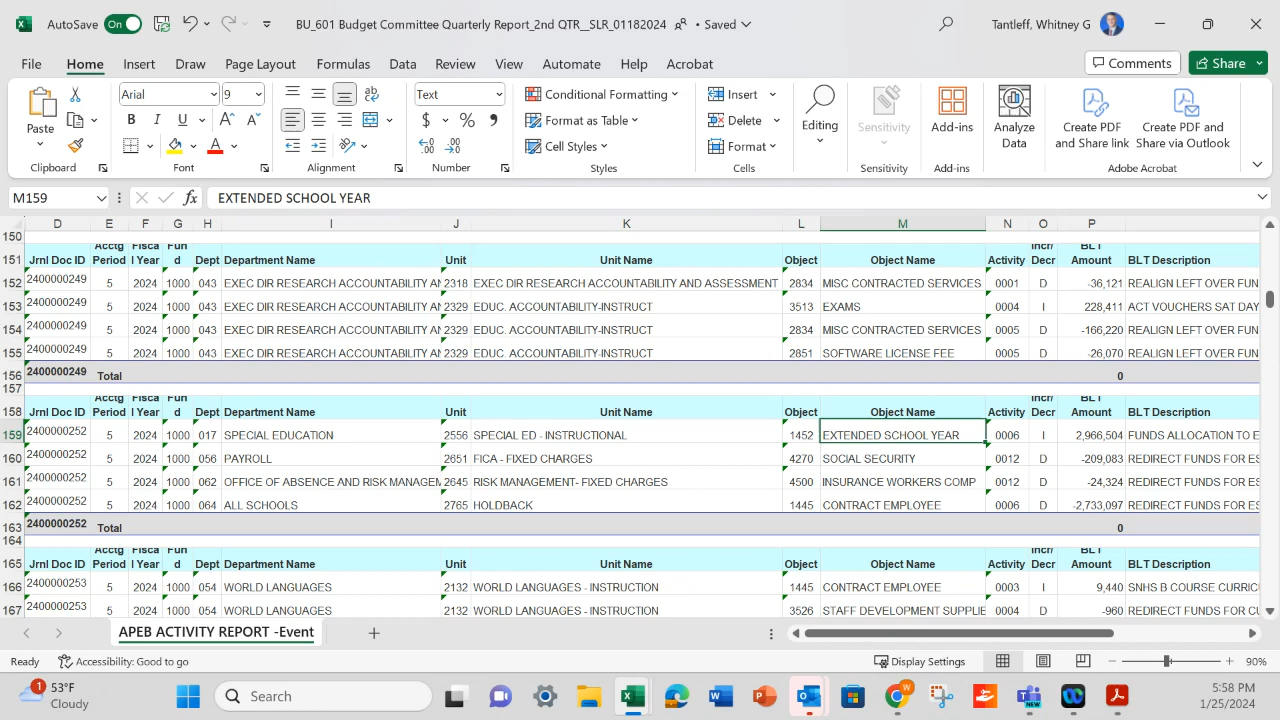 AutoSave On BU_601 Budget Committee Quarterly Report_2nd QTR__SLR_01182024 • Saved Tantleff, Whitney G
File Home Insert Draw Page Layout Formulas Data Review View Automate Help Acrobat Comments Share
Paste Arial 9 Text Conditional Formatting Insert Editing Sensitivity Add-ins Analyze Data Create PDF and Share link Create PDF and Share via Outlook
B I U A A ab $ % 9 Format as Table Delete
A Cell Styles Format
Clipboard Font Alignment Number Styles Cells Sensitivity Add-ins Adobe Acrobat
M159 fx EXTENDED SCHOOL YEAR
D E F G H I J K L M N O P
150
151 Jrnl Doc ID Acctg Period Fisca l Year Fun d Dept Department Name Unit Unit Name Object Object Name Activity Incr/ Decr BLT Amount BLT Description
152 2400000249 5 2024 1000 043 EXEC DIR RESEARCH ACCOUNTABILITY AN 2318 EXEC DIR RESEARCH ACCOUNTABILITY AND ASSESSMENT 2834 MISC CONTRACTED SERVICES 0001 D -36,121 REALIGN LEFT OVER FUN
153 2400000249 5 2024 1000 043 EXEC DIR RESEARCH ACCOUNTABILITY AN 2329 EDUC. ACCOUNTABILITY-INSTRUCT 3513 EXAMS 0004 I 228,411 ACT VOUCHERS SAT DAY
154 2400000249 5 2024 1000 043 EXEC DIR RESEARCH ACCOUNTABILITY AN 2329 EDUC. ACCOUNTABILITY-INSTRUCT 2834 MISC CONTRACTED SERVICES 0005 D -166,220 REALIGN LEFT OVER FUN
155 2400000249 5 2024 1000 043 EXEC DIR RESEARCH ACCOUNTABILITY AN 2329 EDUC. ACCOUNTABILITY-INSTRUCT 2851 SOFTWARE LICENSE FEE 0005 D -26,070 REALIGN LEFT OVER FUN
156 2400000249 Total 0
157
158 Jrnl Doc ID Acctg Period Fisca l Year Fun d Dept Department Name Unit Unit Name Object Object Name Activity Incr/ Decr BLT Amount BLT Description
159 2400000252 5 2024 1000 017 SPECIAL EDUCATION 2556 SPECIAL ED - INSTRUCTIONAL 1452 EXTENDED SCHOOL YEAR 0006 I 2,966,504 FUNDS ALLOCATION TO E
160 2400000252 5 2024 1000 056 PAYROLL 2651 FICA - FIXED CHARGES 4270 SOCIAL SECURITY 0012 D -209,083 REDIRECT FUNDS FOR ES
161 2400000252 5 2024 1000 062 OFFICE OF ABSENCE AND RISK MANAGEM 2645 RISK MANAGEMENT- FIXED CHARGES 4500 INSURANCE WORKERS COMP 0012 D -24,324 REDIRECT FUNDS FOR ES
162 2400000252 5 2024 1000 064 ALL SCHOOLS 2765 HOLDBACK 1445 CONTRACT EMPLOYEE 0006 D -2,733,097 REDIRECT FUNDS FOR ES
163 2400000252 Total 0
164
165 Jrnl Doc ID Acctg Period Fisca l Year Fun d Dept Department Name Unit Unit Name Object Object Name Activity Incr/ Decr BLT Amount BLT Description
166 2400000253 5 2024 1000 054 WORLD LANGUAGES 2132 WORLD LANGUAGES - INSTRUCTION 1445 CONTRACT EMPLOYEE 0003 I 9,440 SNHS B COURSE CURRIC
167 2400000253 5 2024 1000 054 WORLD LANGUAGES 2132 WORLD LANGUAGES - INSTRUCTION 3526 STAFF DEVELOPMENT SUPPLIE 0004 D -960 REDIRECT FUNDS FOR CU
APEB ACTIVITY REPORT -Event
Ready Accessibility: Good to go Display Settings 90%
1 53°F Cloudy Search 5:58 PM
1/25/2024